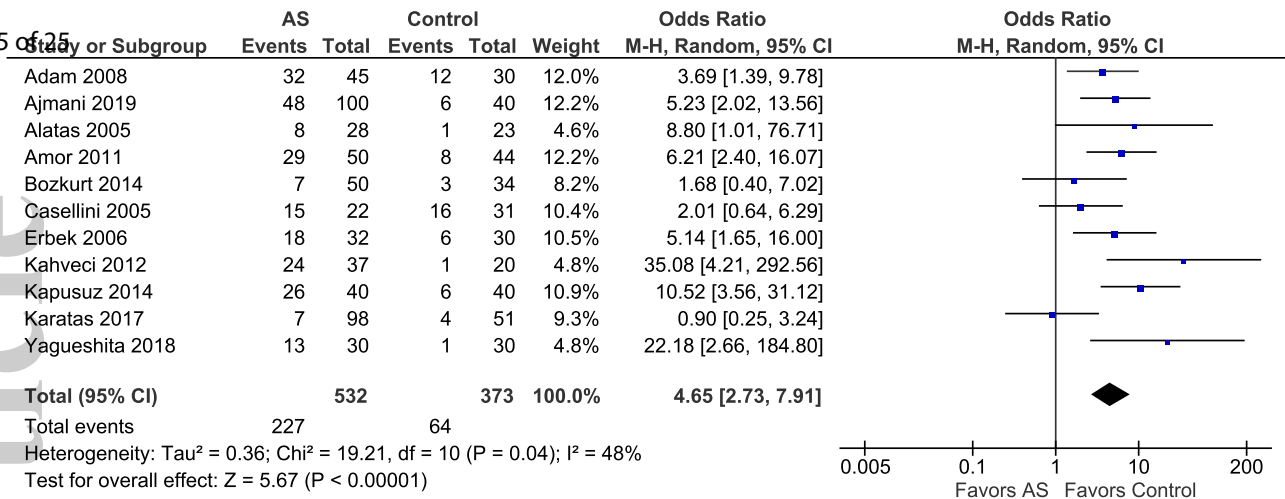 AS Control Odds Ratio Odds Ratio
5 of 25
Study or Subgroup Events Total Events Total Weight M-H, Random, 95% CI M-H, Random, 95% CI
Adam 2008 32 45 12 30 12.0% 3.69 [1.39, 9.78]
Ajmani 2019 48 100 6 40 12.2% 5.23 [2.02, 13.56]
Alatas 2005 8 28 1 23 4.6% 8.80 [1.01, 76.71]
Amor 2011 29 50 8 44 12.2% 6.21 [2.40, 16.07]
Bozkurt 2014 7 50 3 34 8.2% 1.68 [0.40, 7.02]
Casellini 2005 15 22 16 31 10.4% 2.01 [0.64, 6.29]
Erbek 2006 18 32 6 30 10.5% 5.14 [1.65, 16.00]
Kahveci 2012 24 37 1 20 4.8% 35.08 [4.21, 292.56]
Kapusuz 2014 26 40 6 40 10.9% 10.52 [3.56, 31.12]
Karatas 2017 7 98 4 51 9.3% 0.90 [0.25, 3.24]
Yagueshita 2018 13 30 1 30 4.8% 22.18 [2.66, 184.80]
Total (95% CI) 532 373 100.0% 4.65 [2.73, 7.91]
Total events 227 64
Heterogeneity: Tau² = 0.36; Chi² = 19.21, df = 10 (P = 0.04); I² = 48%
Test for overall effect: Z = 5.67 (P < 0.00001)
0.005 0.1 1 10 200
Favors AS Favors Control